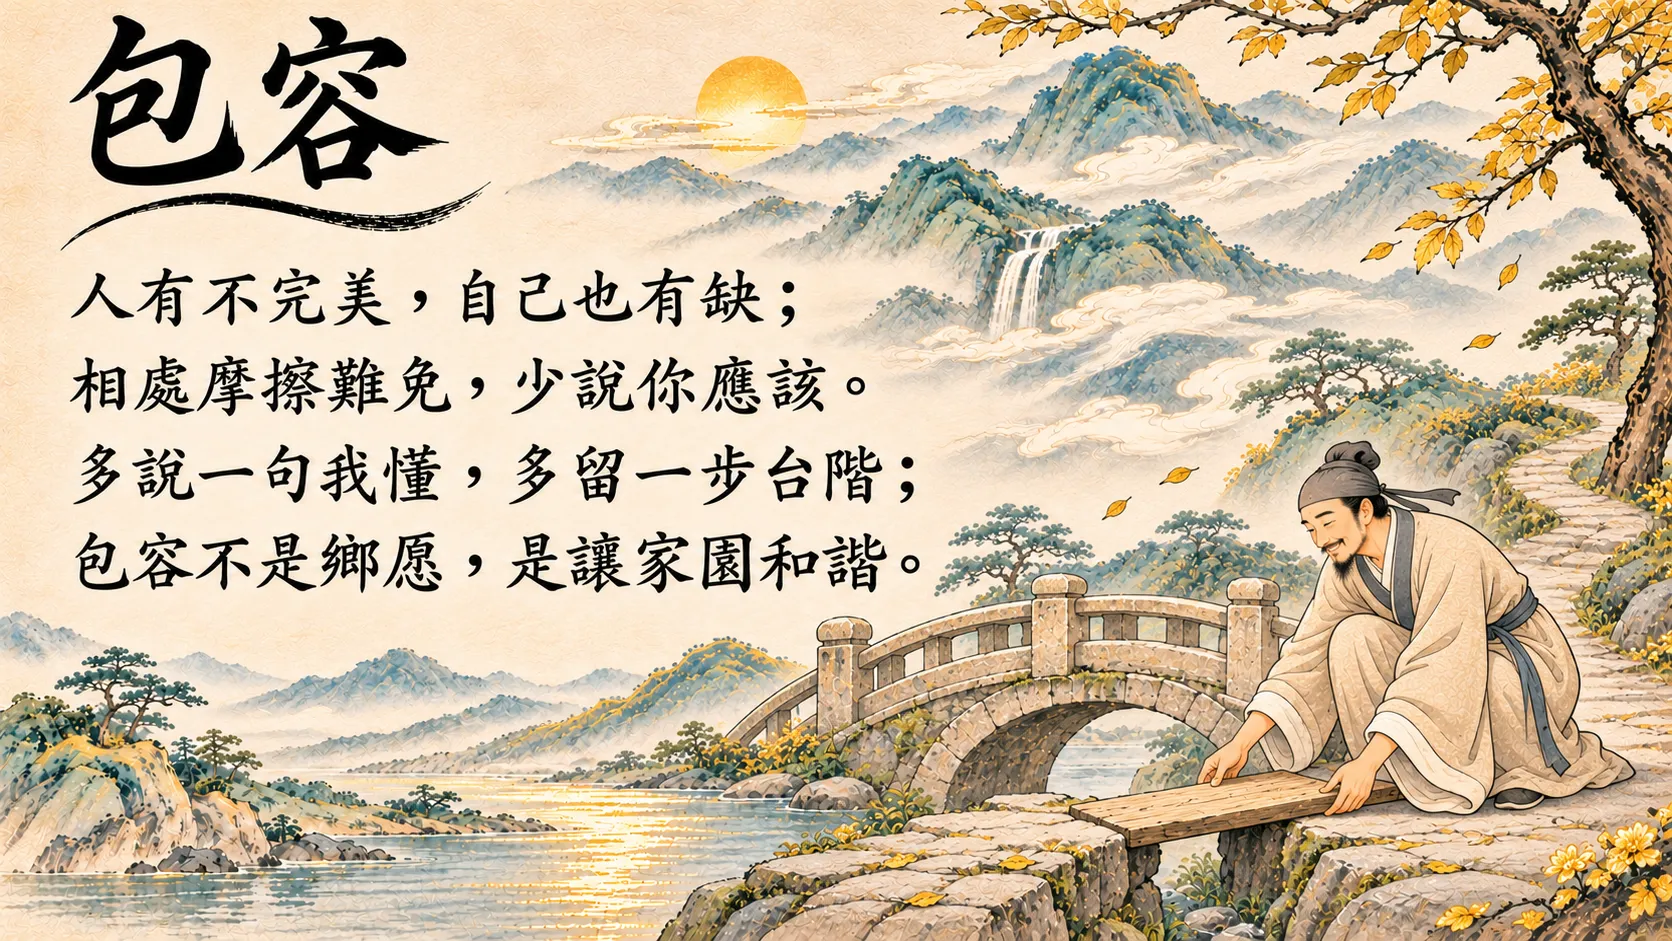 包容
人有不完美，自己也有缺；
相處摩擦難免，少說你應該。
多說一句我懂，多留一步台階；
包容不是鄉愿，是讓家園和諧。